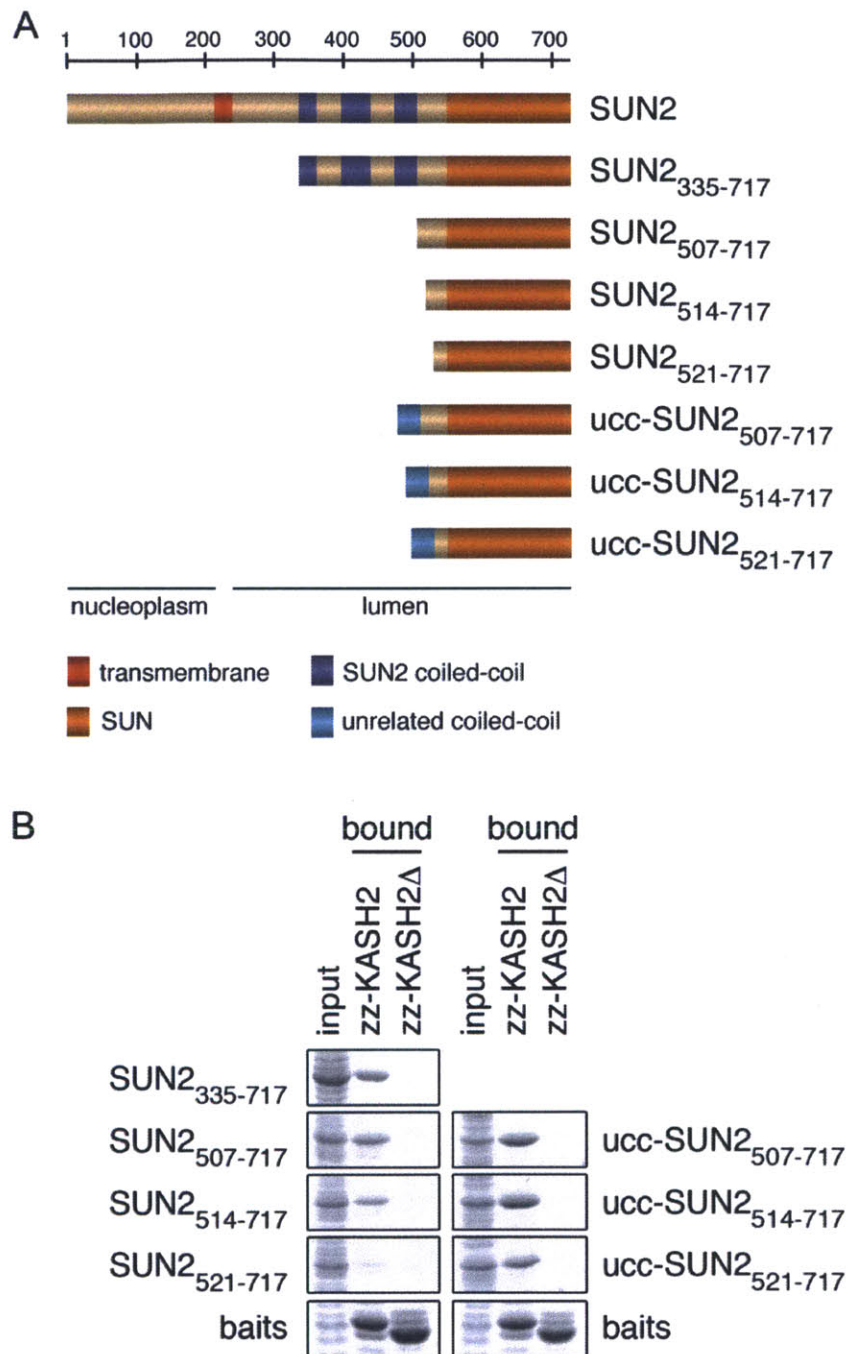 A
1 100 200 300 400 500 600 700
SUN2
SUN2335-717
SUN2507-717
SUN2514-717
SUN2521-717
ucc-SUN2507-717
ucc-SUN2514-717
ucc-SUN2521-717
nucleoplasm lumen
transmembrane SUN2 coiled-coil
SUN unrelated coiled-coil
B
bound bound
input zz-KASH2 zz-KASH2Δ input zz-KASH2 zz-KASH2Δ
SUN2335-717
SUN2507-717 ucc-SUN2507-717
SUN2514-717 ucc-SUN2514-717
SUN2521-717 ucc-SUN2521-717
baits baits